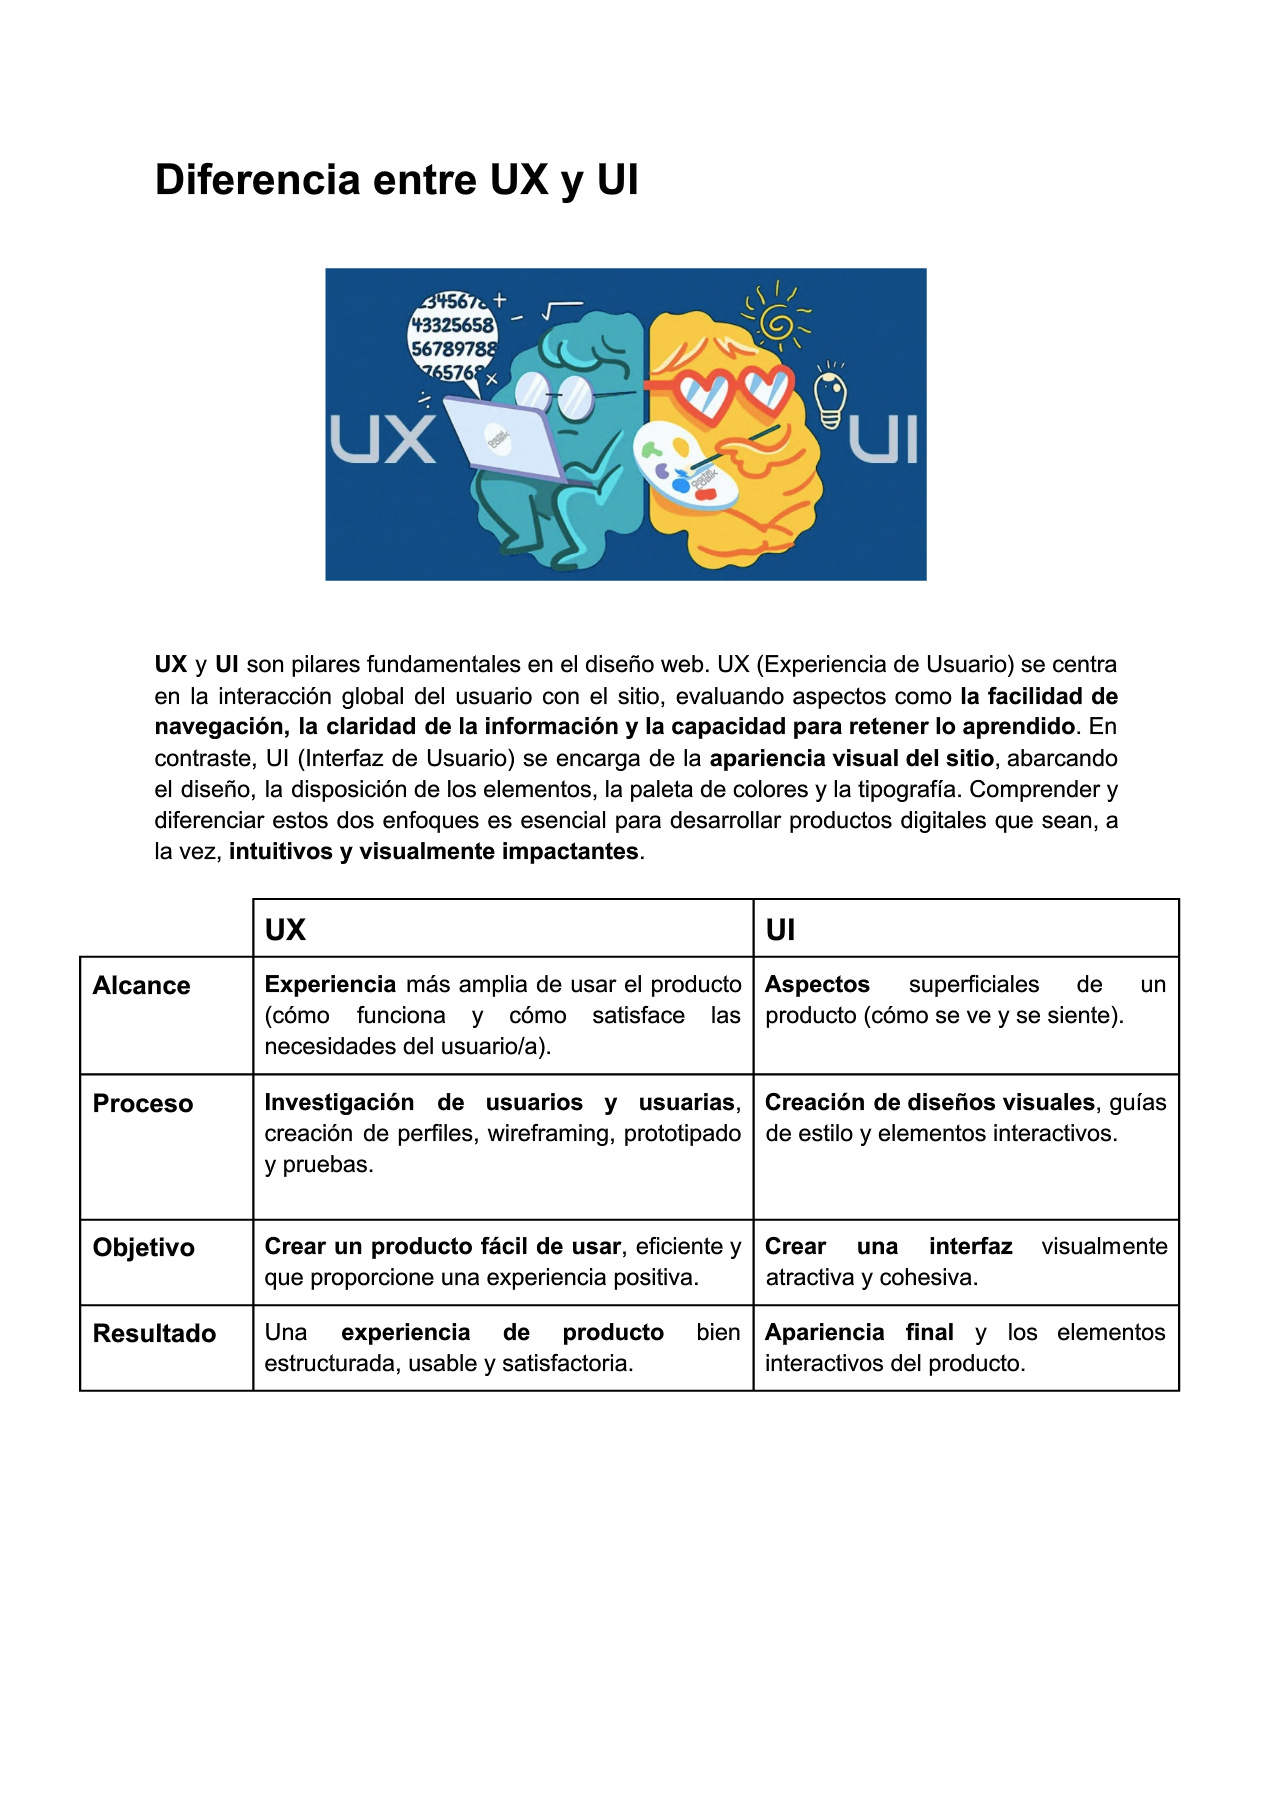 Diferencia entre UX y UI
2345678
43325658
56789788
765768
UX
UI
UX y UI son pilares fundamentales en el diseño web. UX (Experiencia de Usuario) se centra
en la interacción global del usuario con el sitio, evaluando aspectos como la facilidad de
navegación, la claridad de la información y la capacidad para retener lo aprendido. En
contraste, UI (Interfaz de Usuario) se encarga de la apariencia visual del sitio, abarcando
el diseño, la disposición de los elementos, la paleta de colores y la tipografía. Comprender y
diferenciar estos dos enfoques es esencial para desarrollar productos digitales que sean, a
la vez, intuitivos y visualmente impactantes.
UX
UI
Alcance
Experiencia más amplia de usar el producto
(cómo funciona y cómo satisface las
necesidades del usuario/a).
Aspectos superficiales de un
producto (cómo se ve y se siente).
Proceso
Investigación de usuarios y usuarias,
creación de perfiles, wireframing, prototipado
y pruebas.
Creación de diseños visuales, guías
de estilo y elementos interactivos.
Objetivo
Crear un producto fácil de usar, eficiente y
que proporcione una experiencia positiva.
Crear una interfaz visualmente
atractiva y cohesiva.
Resultado
Una experiencia de producto bien
estructurada, usable y satisfactoria.
Apariencia final y los elementos
interactivos del producto.